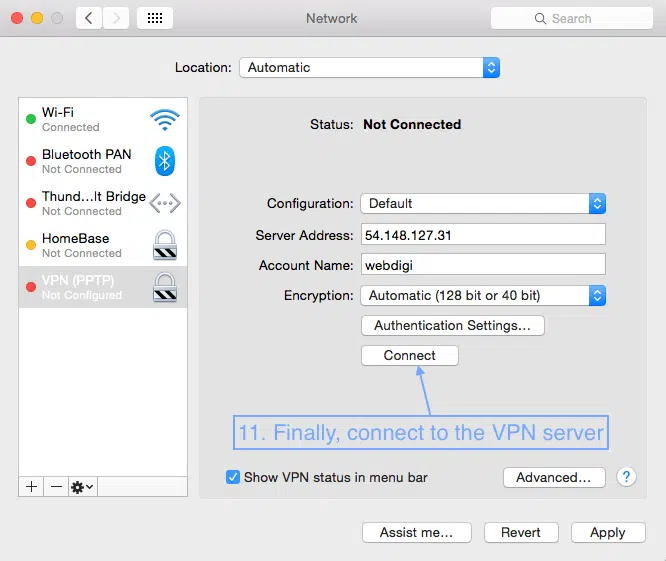 Network
Search
Location: Automatic
Wi-Fi
Connected
Bluetooth PAN
Not Connected
Thund...lt Bridge
Not Connected
HomeBase
Not Connected
VPN (PPTP)
Not Configured
Status: Not Connected
Configuration: Default
Server Address: 54.148.127.31
Account Name: webdigi
Encryption: Automatic (128 bit or 40 bit)
Authentication Settings...
Connect
11. Finally, connect to the VPN server
Show VPN status in menu bar
Advanced...
?
Assist me...
Revert
Apply